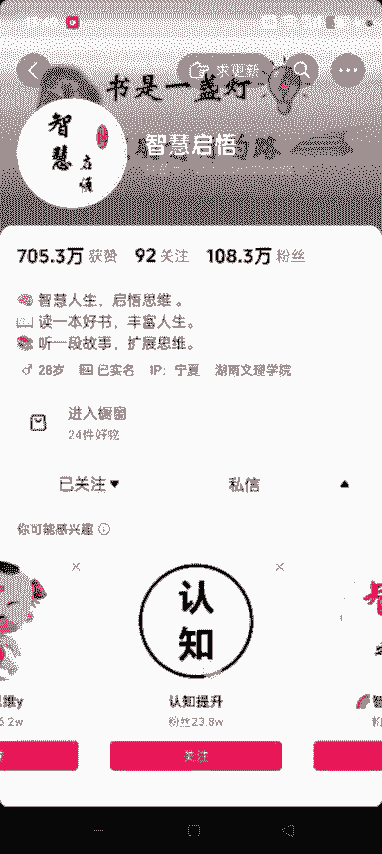 求更新
书是一盏灯
智慧启悟
智慧
启悟
的路
705.3万 获赞 92 关注 108.3万 粉丝
智慧人生，启悟思维。
读一本好书，丰富人生。
听一段故事，扩展思维。
28岁 已实名 IP：宁夏 湖南文理学院
进入橱窗
24件好物
已关注 私信
你可能感兴趣
认知
认知提升
粉丝23.8w
关注